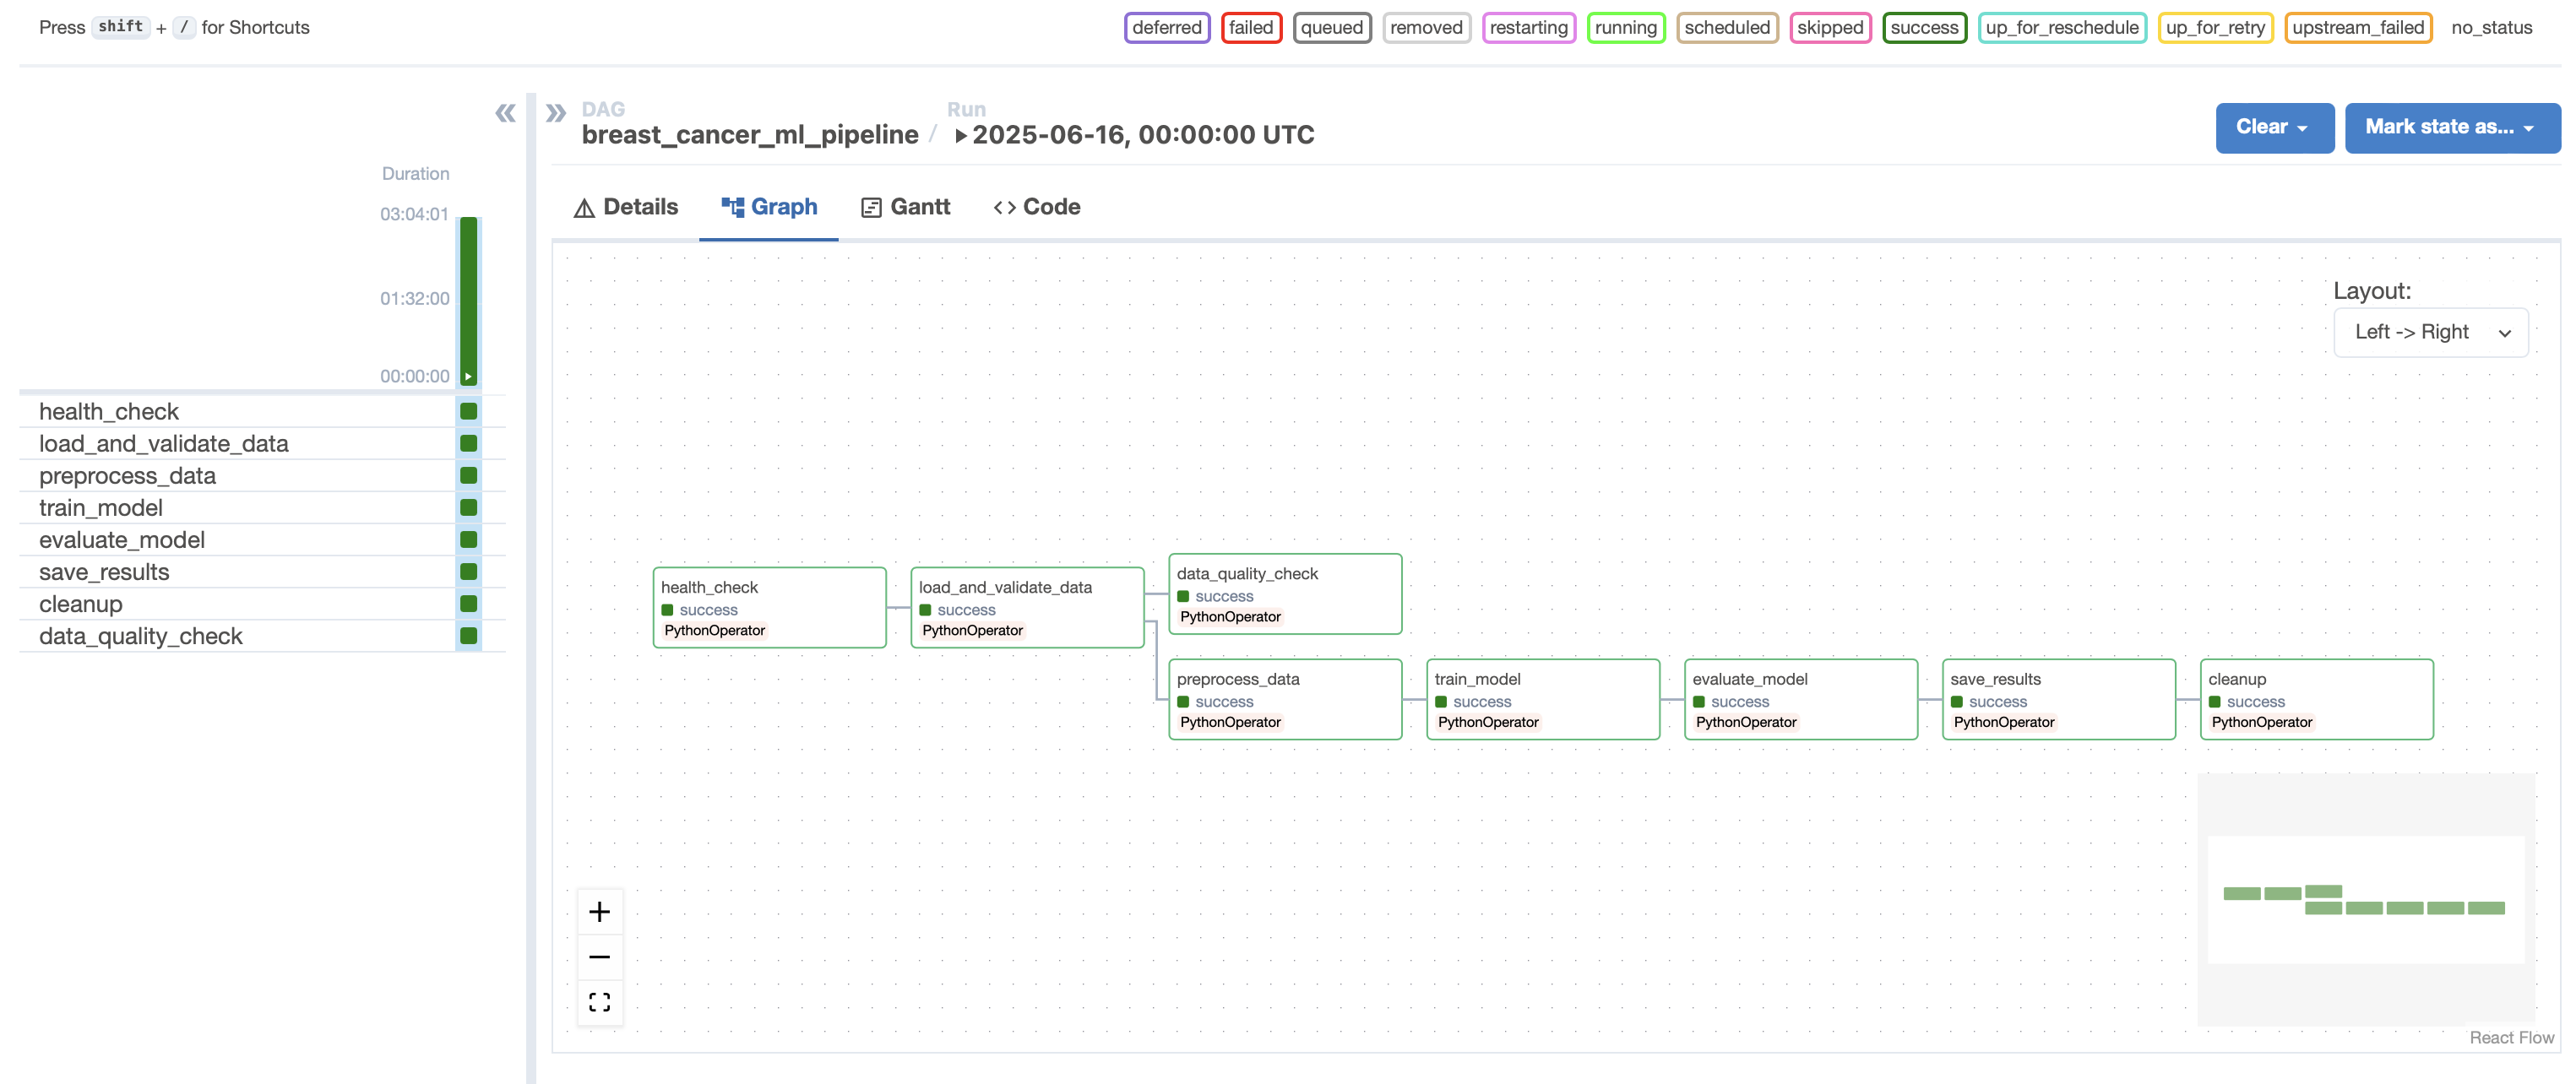 Press shift + / for Shortcuts
deferred failed queued removed restarting running scheduled skipped success up_for_reschedule up_for_retry upstream_failed no_status
DAG
breast_cancer_ml_pipeline /
Run
2025-06-16, 00:00:00 UTC
Clear
Mark state as...
Duration
03:04:01
01:32:00
00:00:00
health_check
load_and_validate_data
preprocess_data
train_model
evaluate_model
save_results
cleanup
data_quality_check
Details
Graph
Gantt
Code
Layout:
Left -> Right
health_check
success
PythonOperator
load_and_validate_data
success
PythonOperator
data_quality_check
success
PythonOperator
preprocess_data
success
PythonOperator
train_model
success
PythonOperator
evaluate_model
success
PythonOperator
save_results
success
PythonOperator
cleanup
success
PythonOperator
React Flow